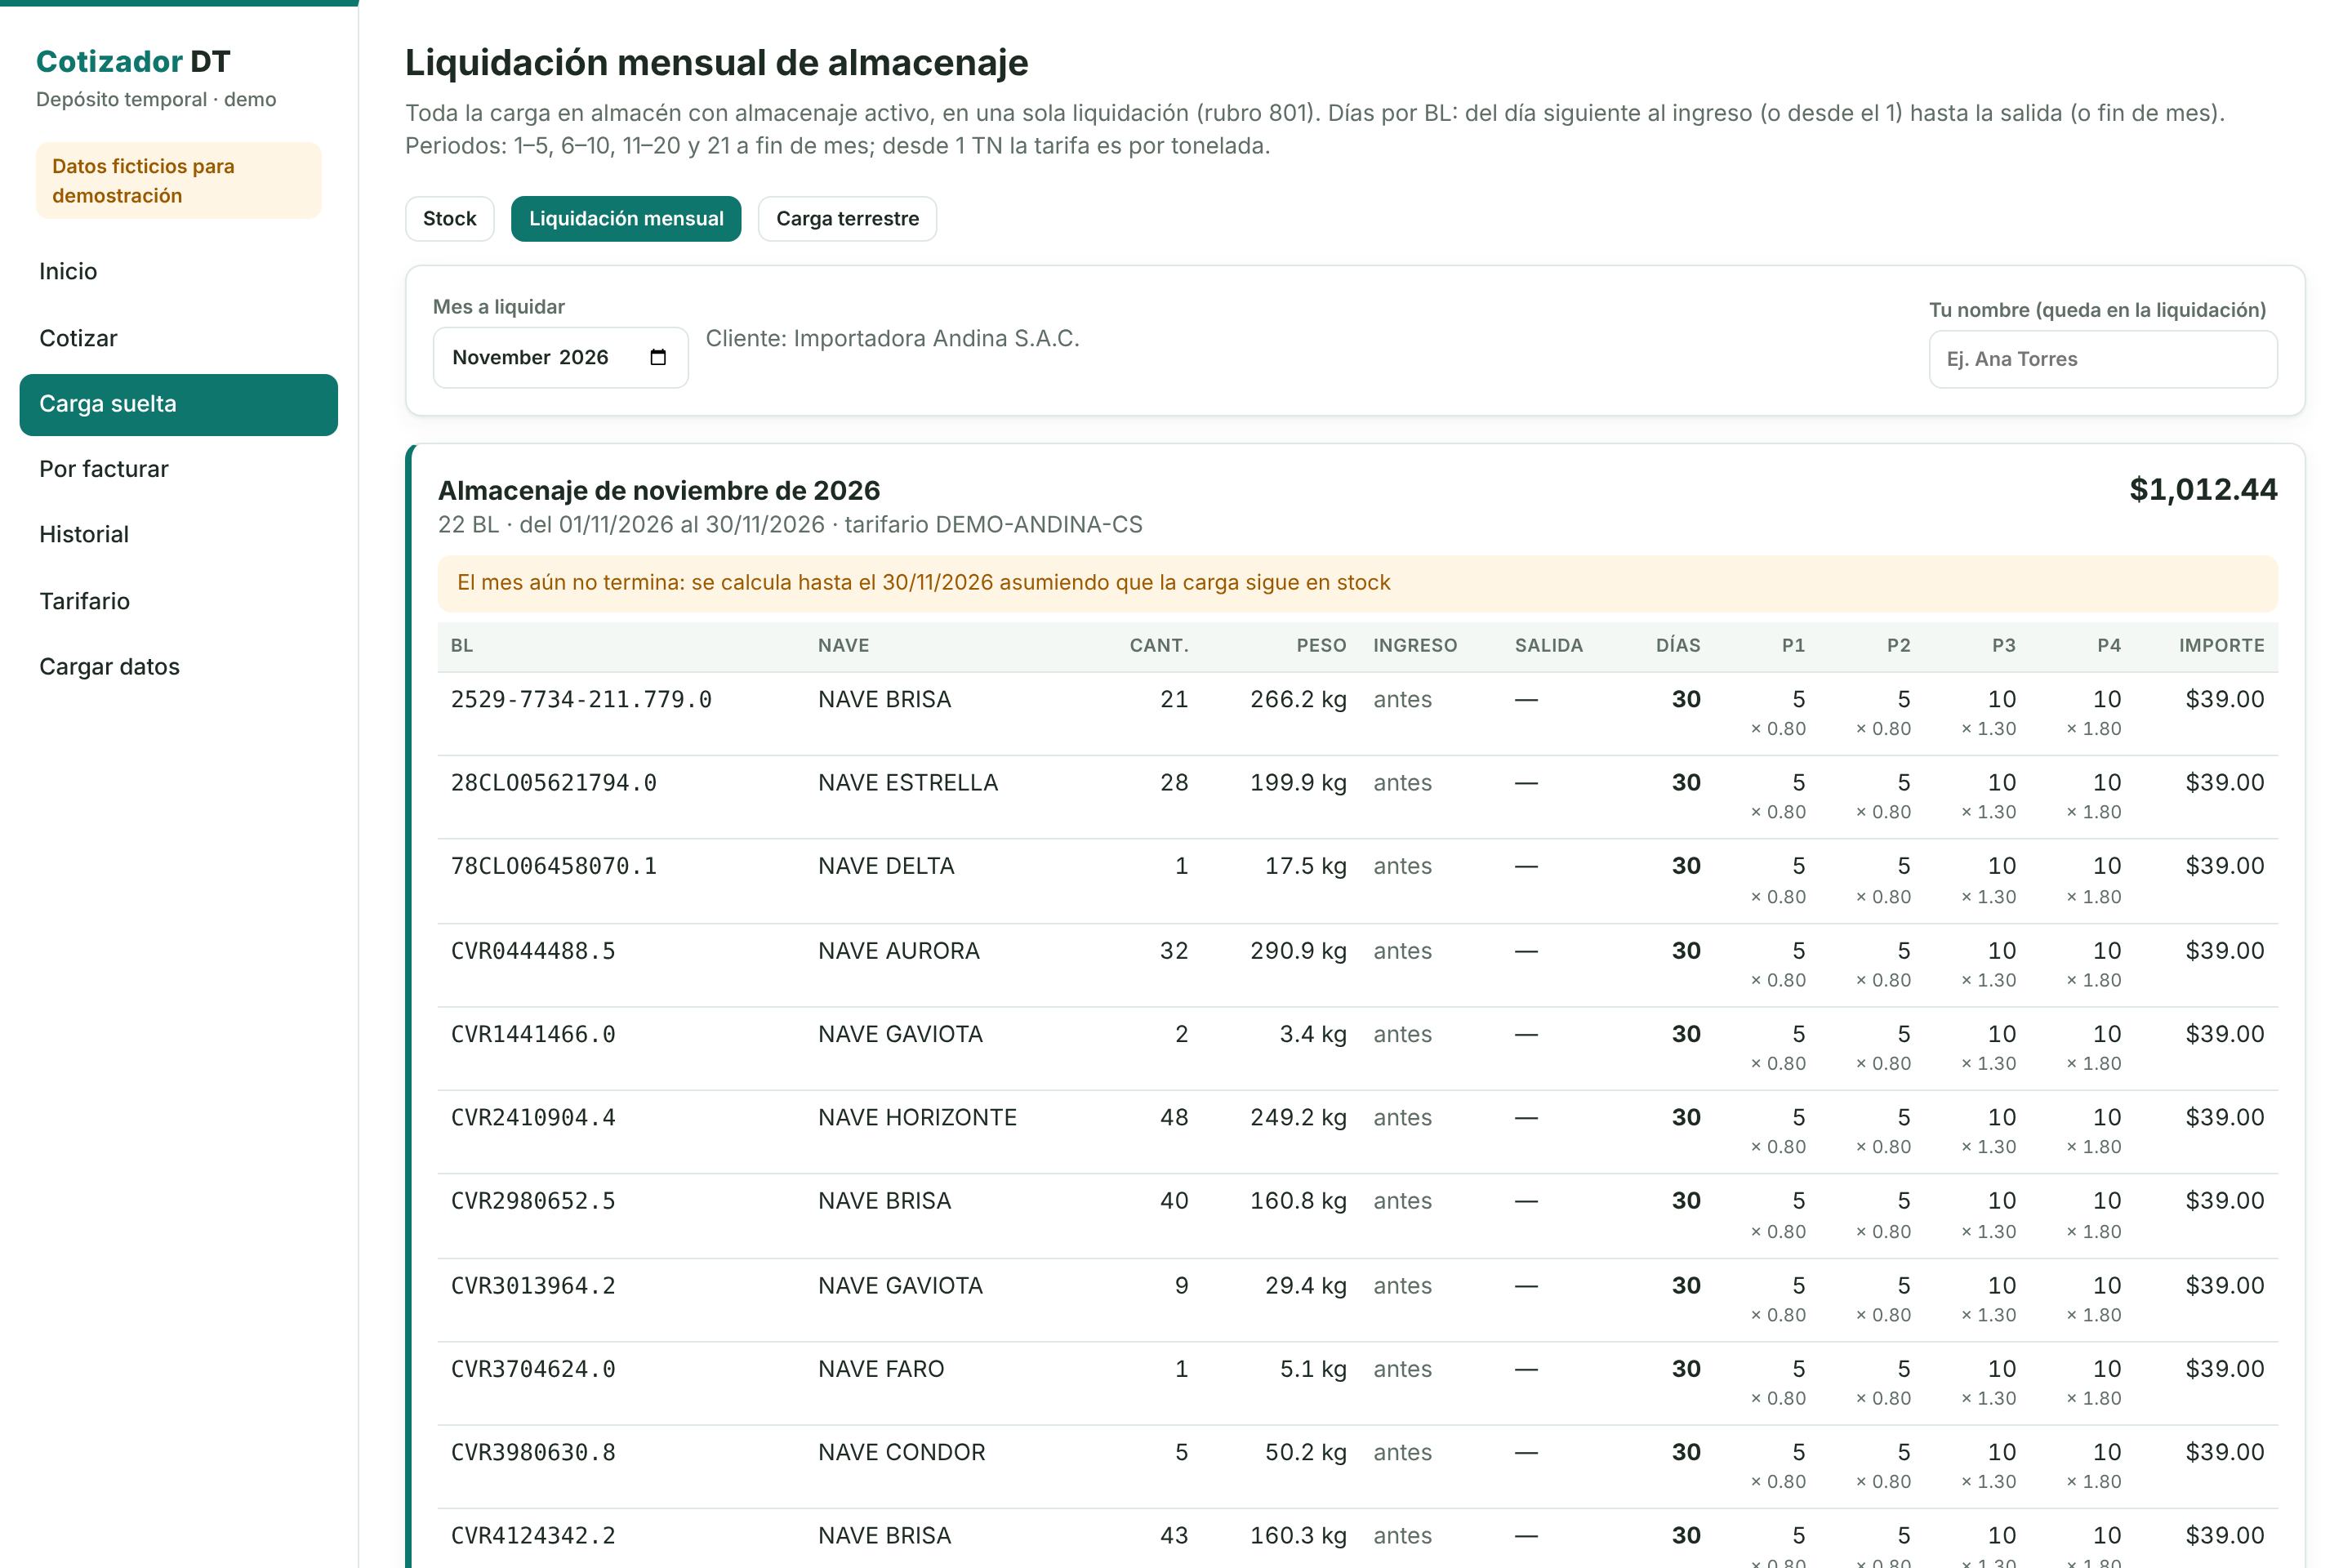 Cotizador DT
Depósito temporal · demo
Datos ficticios para
demostración
Inicio
Cotizar
Carga suelta
Por facturar
Historial
Tarifario
Cargar datos
Liquidación mensual de almacenaje
Toda la carga en almacén con almacenaje activo, en una sola liquidación (rubro 801). Días por BL: del día siguiente al ingreso (o desde el 1) hasta la salida (o fin de mes).
Periodos: 1–5, 6–10, 11–20 y 21 a fin de mes; desde 1 TN la tarifa es por tonelada.
Stock Liquidación mensual Carga terrestre
Mes a liquidar
November 2026
Cliente: Importadora Andina S.A.C.
Tu nombre (queda en la liquidación)
Ej. Ana Torres
Almacenaje de noviembre de 2026 $1,012.44
22 BL · del 01/11/2026 al 30/11/2026 · tarifario DEMO-ANDINA-CS
El mes aún no termina: se calcula hasta el 30/11/2026 asumiendo que la carga sigue en stock
BL NAVE CANT. PESO INGRESO SALIDA DÍAS P1 P2 P3 P4 IMPORTE
2529-7734-211.779.0 NAVE BRISA 21 266.2 kg antes — 30 5 5 10 10 $39.00
× 0.80 × 0.80 × 1.30 × 1.80
28CLO05621794.0 NAVE ESTRELLA 28 199.9 kg antes — 30 5 5 10 10 $39.00
× 0.80 × 0.80 × 1.30 × 1.80
78CLO06458070.1 NAVE DELTA 1 17.5 kg antes — 30 5 5 10 10 $39.00
× 0.80 × 0.80 × 1.30 × 1.80
CVR0444488.5 NAVE AURORA 32 290.9 kg antes — 30 5 5 10 10 $39.00
× 0.80 × 0.80 × 1.30 × 1.80
CVR1441466.0 NAVE GAVIOTA 2 3.4 kg antes — 30 5 5 10 10 $39.00
× 0.80 × 0.80 × 1.30 × 1.80
CVR2410904.4 NAVE HORIZONTE 48 249.2 kg antes — 30 5 5 10 10 $39.00
× 0.80 × 0.80 × 1.30 × 1.80
CVR2980652.5 NAVE BRISA 40 160.8 kg antes — 30 5 5 10 10 $39.00
× 0.80 × 0.80 × 1.30 × 1.80
CVR3013964.2 NAVE GAVIOTA 9 29.4 kg antes — 30 5 5 10 10 $39.00
× 0.80 × 0.80 × 1.30 × 1.80
CVR3704624.0 NAVE FARO 1 5.1 kg antes — 30 5 5 10 10 $39.00
× 0.80 × 0.80 × 1.30 × 1.80
CVR3980630.8 NAVE CONDOR 5 50.2 kg antes — 30 5 5 10 10 $39.00
× 0.80 × 0.80 × 1.30 × 1.80
CVR4124342.2 NAVE BRISA 43 160.3 kg antes — 30 5 5 10 10 $39.00
× 0.80 × 0.80 × 1.30 × 1.80